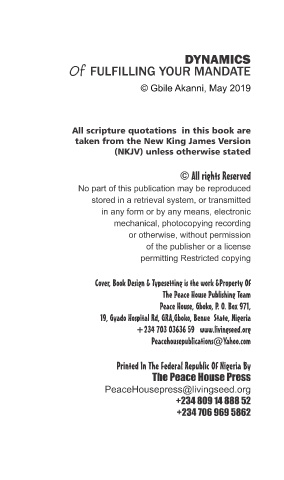 DYNAMICS
Of FULFILLING YOUR MANDATE
© Gbile Akanni, May 2019
All scripture quotations in this book are
taken from the New King James Version
(NKJV) unless otherwise stated
© All rights Reserved
No part of this publication may be reproduced
stored in a retrieval system, or transmitted
in any form or by any means, electronic
mechanical, photocopying recording
or otherwise, without permission
of the publisher or a license
permitting Restricted copying
Cover, Book Design & Typesetting is the work &Property Of
The Peace House Publishing Team
Peace House, Gboko, P. O. Box 971,
19, Gyado Hospital Rd, GRA,Gboko, Benue State, Nigeria
+234 703 03636 59 www.livingseed.org
Peacehousepublications@Yahoo.com
Printed In The Federal Republic Of Nigeria By
The Peace House Press
PeaceHousepress@livingseed.org
+234 809 14 888 52
+234 706 969 5862